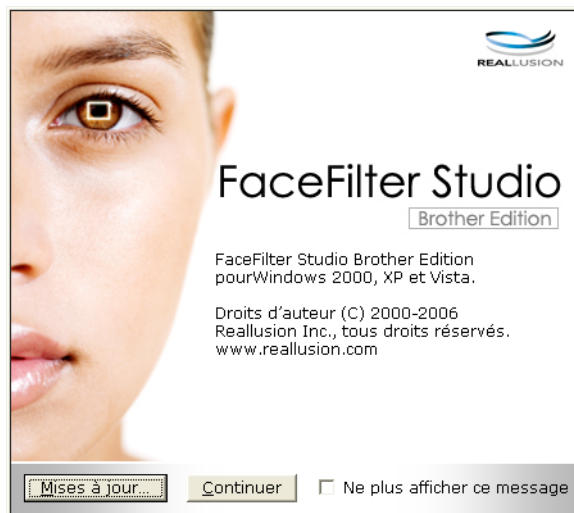 REALLUSION
FaceFilter Studio
Brother Edition
FaceFilter Studio Brother Edition
pourWindows 2000, XP et Vista.
Droits d'auteur (C) 2000-2006
Reallusion Inc., tous droits réservés.
www.reallusion.com
Mises à jour... Continuer Ne plus afficher ce message